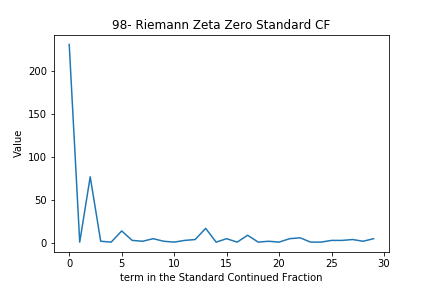 98- Riemann Zeta Zero Standard CF
Value
200
150
100
50
0
0 5 10 15 20 25 30
term in the Standard Continued Fraction